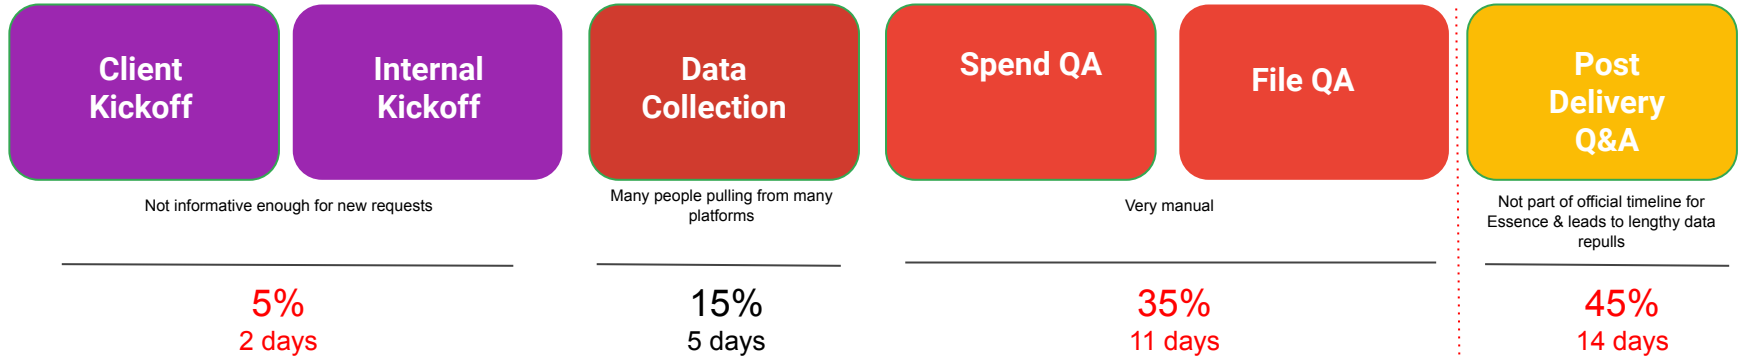 Client
Kickoff
Internal
Kickoff
Data
Collection
Spend QA
File QA
Post
Delivery
Q&A
Not informative enough for new requests
Many people pulling from many
platforms
Very manual
Not part of official timeline for
Essence & leads to lengthy data
repulls
5%
2 days
15%
5 days
35%
11 days
45%
14 days